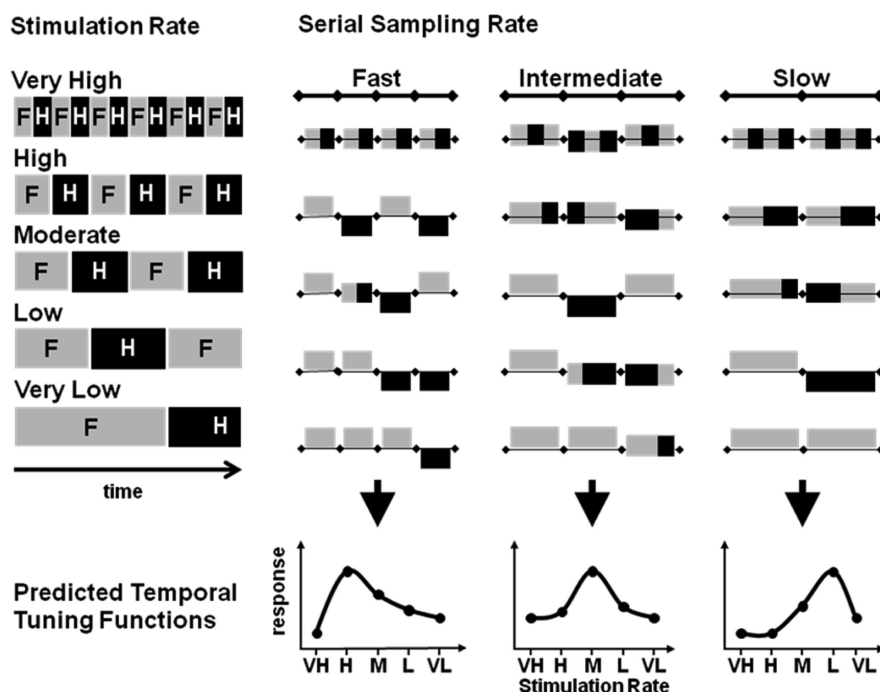 Stimulation Rate
Serial Sampling Rate
Very High
F H F H F H F H F H F H
High
F H F H F H
Moderate
F H F H
Low
F H F
Very Low
F H
time
Fast
Intermediate
Slow
Predicted Temporal
Tuning Functions
response
VH H M L VL
VH H M L VL
VH H M L VL
Stimulation Rate